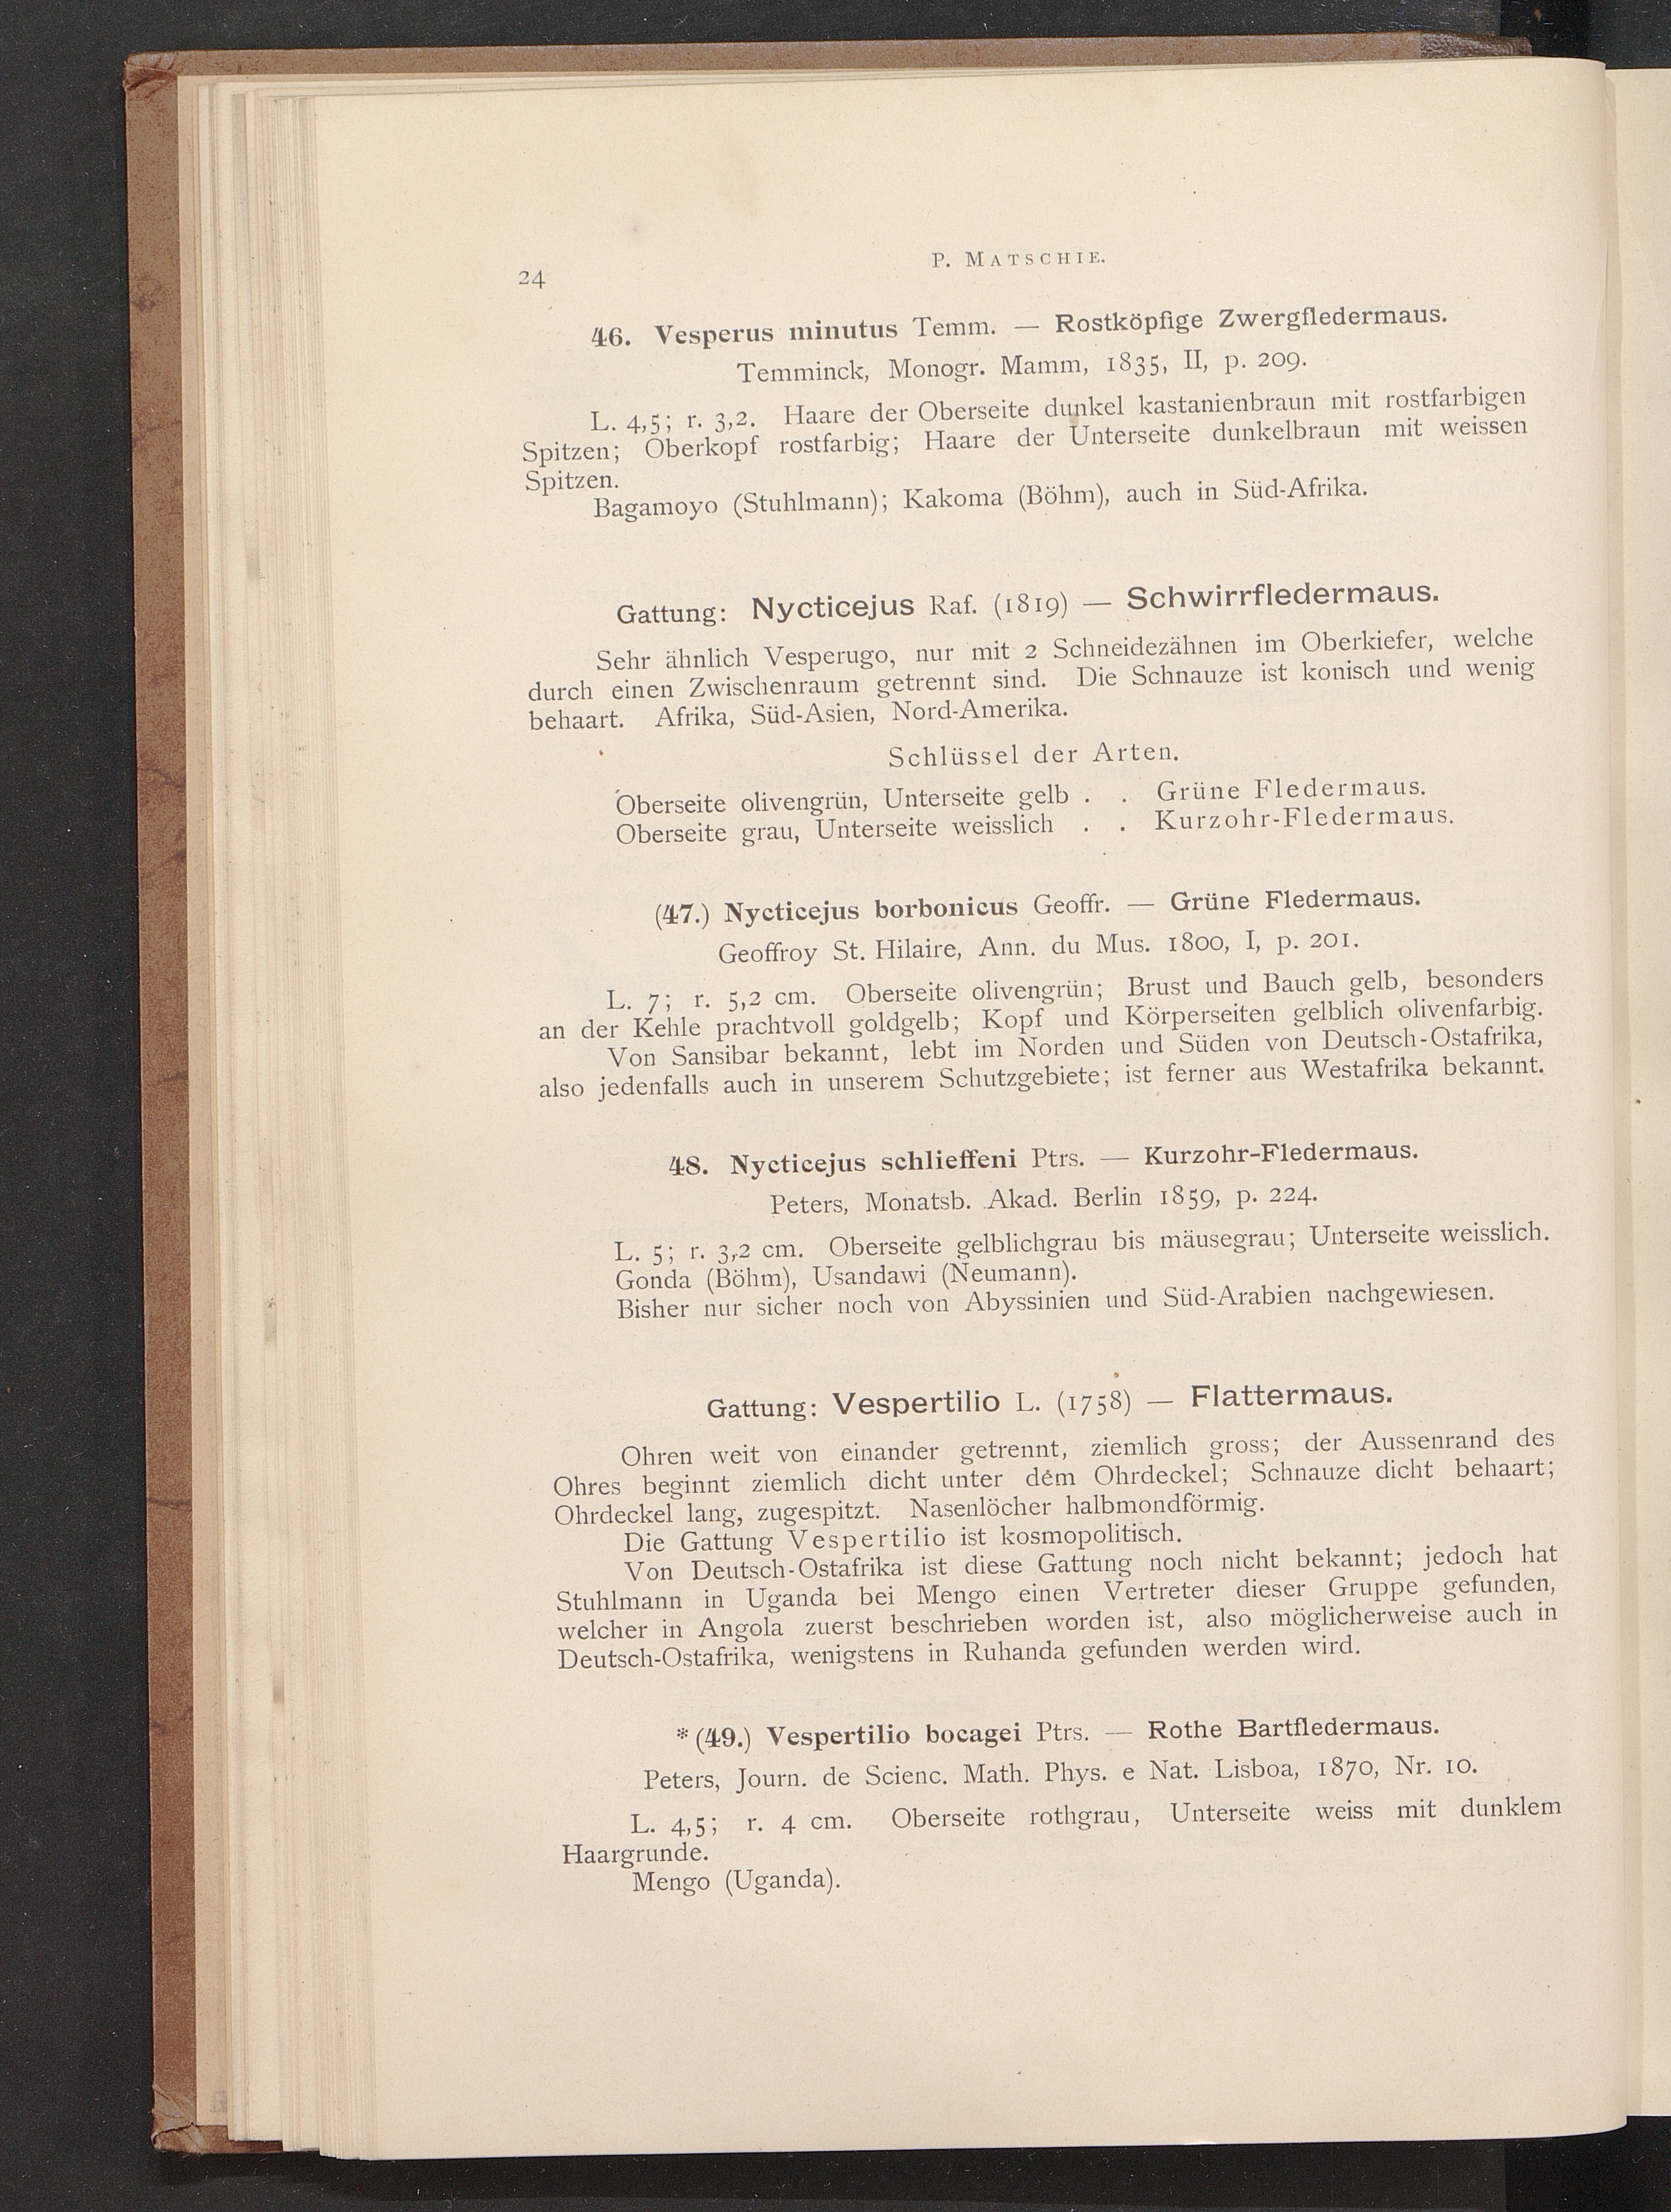 24
P. MATSCHIE.
46. Vesperus minutus Temm. — Rostköpfige Zwergfledermaus.
Temminck, Monogr. Mamm, 1835, II, p. 209.
L. 4,5; r. 3,2. Haare der Oberseite dunkel kastanienbraun mit rostfarbigen
Spitzen; Oberkopf rostfarbig; Haare der Unterseite dunkelbraun mit weissen
Spitzen.
Bagamoyo (Stuhlmann); Kakoma (Böhm), auch in Süd-Afrika.
Gattung: Nycticejus Raf. (1819) — Schwirrfledermaus.
Sehr ähnlich Vesperugo, nur mit 2 Schneidezähnen im Oberkiefer, welche
durch einen Zwischenraum getrennt sind. Die Schnauze ist konisch und wenig
behaart. Afrika, Süd-Asien, Nord-Amerika.
Schlüssel der Arten.
Oberseite olivengrün, Unterseite gelb . . Grüne Fledermaus.
Oberseite grau, Unterseite weisslich . . Kurzohr-Fledermaus.
(47.) Nycticejus borbonicus Geoffr. — Grüne Fledermaus.
Geoffroy St. Hilaire, Ann. du Mus. 1800, I, p. 201.
L. 7; r. 5,2 cm. Oberseite olivengrün; Brust und Bauch gelb, besonders
an der Kehle prachtvoll goldgelb; Kopf und Körperseiten gelblich olivenfarbig.
Von Sansibar bekannt, lebt im Norden und Süden von Deutsch-Ostafrika,
also jedenfalls auch in unserem Schutzgebiete; ist ferner aus Westafrika bekannt.
48. Nycticejus schlieffeni Ptrs. — Kurzohr-Fledermaus.
Peters, Monatsb. Akad. Berlin 1859, p. 224.
L. 5; r. 3,2 cm. Oberseite gelblichgrau bis mäusegrau; Unterseite weisslich.
Gonda (Böhm), Usandawi (Neumann).
Bisher nur sicher noch von Abyssinien und Süd-Arabien nachgewiesen.
Gattung: Vespertilio L. (1758) — Flattermaus.
Ohren weit von einander getrennt, ziemlich gross; der Aussenrand des
Ohres beginnt ziemlich dicht unter dem Ohrdeckel; Schnauze dicht behaart;
Ohrdeckel lang, zugespitzt. Nasenlöcher halbmondförmig.
Die Gattung Vespertilio ist kosmopolitisch.
Von Deutsch-Ostafrika ist diese Gattung noch nicht bekannt; jedoch hat
Stuhlmann in Uganda bei Mengo einen Vertreter dieser Gruppe gefunden,
welcher in Angola zuerst beschrieben worden ist, also möglicherweise auch in
Deutsch-Ostafrika, wenigstens in Ruhanda gefunden werden wird.
*(49.) Vespertilio bocagei Ptrs. — Rothe Bartfledermaus.
Peters, Journ. de Scienc. Math. Phys. e Nat. Lisboa, 1870, Nr. 10.
L. 4,5; r. 4 cm. Oberseite rothgrau, Unterseite weiss mit dunklem
Haargrunde.
Mengo (Uganda).